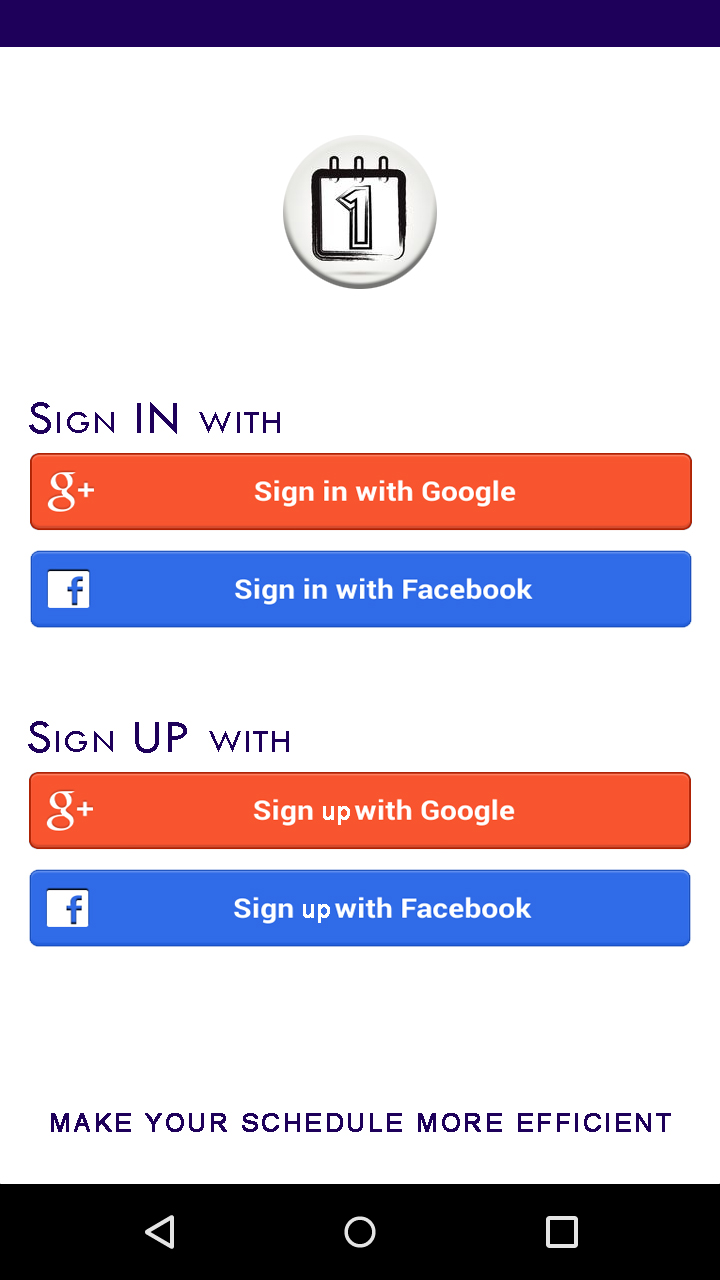 1
Sign IN with
g+ Sign in with Google
f Sign in with Facebook
Sign UP with
g+ Sign up with Google
f Sign up with Facebook
MAKE YOUR SCHEDULE MORE EFFICIENT